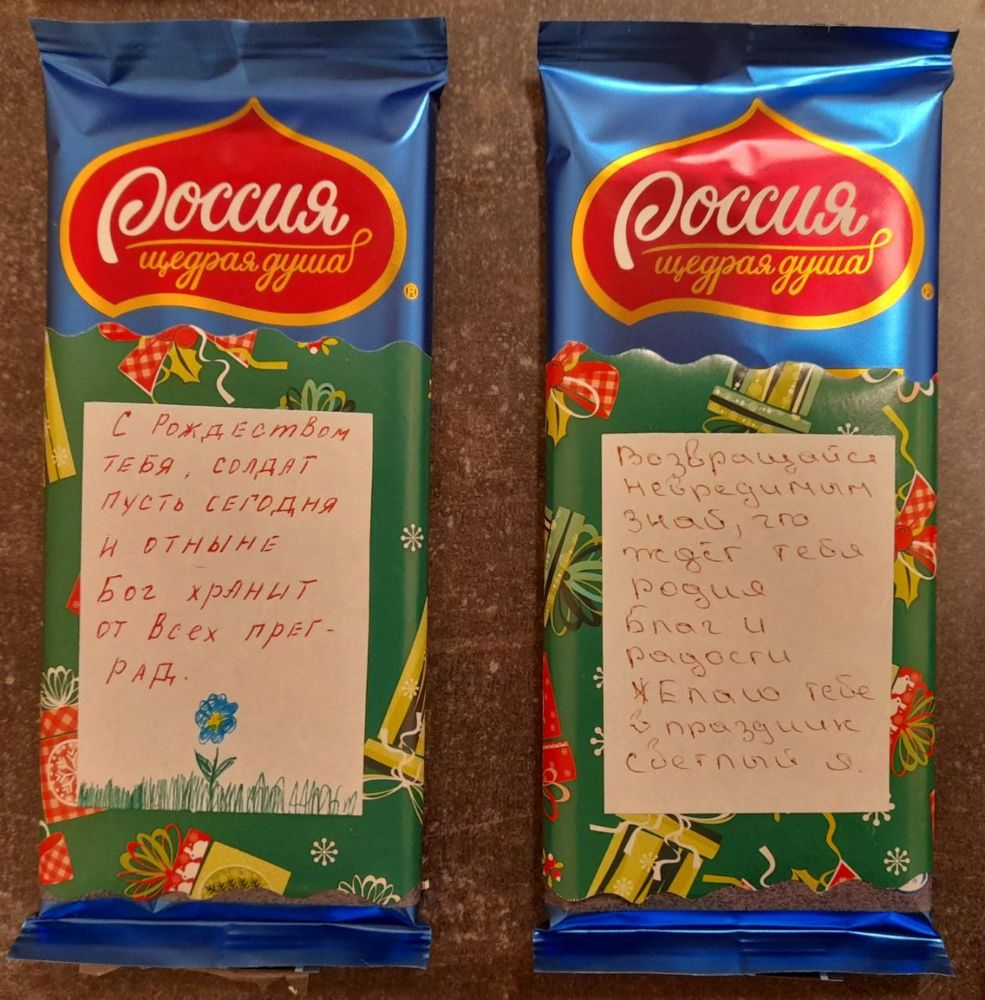 Россия
щедрая душа
®
С РОЖДЕСТВОМ
ТЕБЯ, СОЛДАТ
ПУСТЬ СЕГОДНЯ
И ОТНЫНЕ
БОГ ХРАНИТ
ОТ ВСЕХ ПРЕГ-
РАД.
Россия
щедрая душа
®
Возвращайся
невредимым
Знай, что
ждёт тебя
родия
Благ и
радости
ЖЕлаю тебе
в праздник
светлый я.